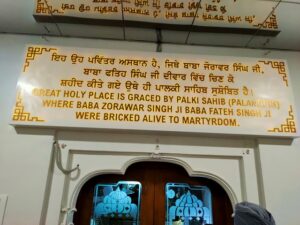 ਇਹ ਉਹ ਪਵਿੱਤਰ ਅਸਥਾਨ ਹੈ, ਜਿਥੇ ਬਾਬਾ ਜੋਰਾਵਰ ਸਿੰਘ ਜੀ,
ਬਾਬਾ ਫਤਿਹ ਸਿੰਘ ਜੀ ਦੀਵਾਰ ਵਿੱਚ ਚਿਣ ਕੇ
ਸ਼ਹੀਦ ਕੀਤੇ ਗਏ ਉਥੇ ਹੀ ਪਾਲਕੀ ਸਾਹਿਬ ਸੁਸ਼ੋਭਿਤ ਹੈ।
GREAT HOLY PLACE IS GRACED BY PALKI SAHIB (PALANQUIN)
WHERE BABA ZORAWAR SINGH JI BABA FATEH SINGH JI
WERE BRICKED ALIVE TO MARTYRDOM.